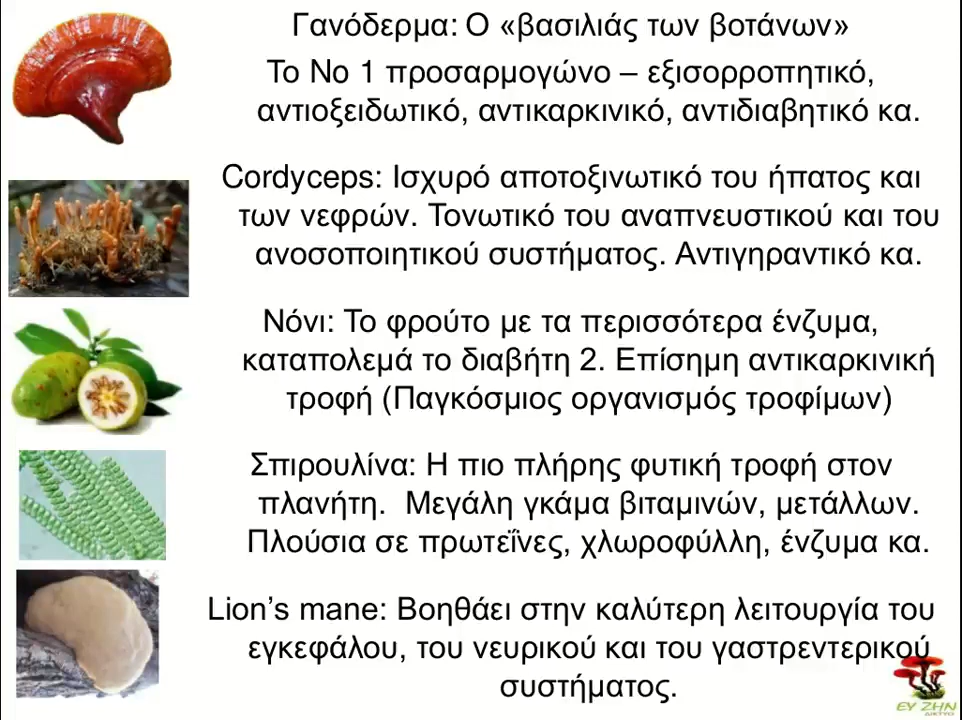 Γανόδερμα: Ο «βασιλιάς των βοτάνων»
Το Νο 1 προσαρμογώνο – εξισορροπητικό,
αντιοξειδωτικό, αντικαρκινικό, αντιδιαβητικό κα.
Cordyceps: Ισχυρό αποτοξινωτικό του ήπατος και
των νεφρών. Τονωτικό του αναπνευστικού και του
ανοσοποιητικού συστήματος. Αντιγηραντικό κα.
Νόνι: Το φρούτο με τα περισσότερα ένζυμα,
καταπολεμά το διαβήτη 2. Επίσημη αντικαρκινική
τροφή (Παγκόσμιος οργανισμός τροφίμων)
Σπιρουλίνα: Η πιο πλήρης φυτική τροφή στον
πλανήτη. Μεγάλη γκάμα βιταμινών, μετάλλων.
Πλούσια σε πρωτεΐνες, χλωροφύλλη, ένζυμα κα.
Lion’s mane: Βοηθάει στην καλύτερη λειτουργία του
εγκεφάλου, του νευρικού και του γαστρεντερικού
συστήματος.
ΕΥ ΖΗΝ
ΔΙΚΤΥΟ